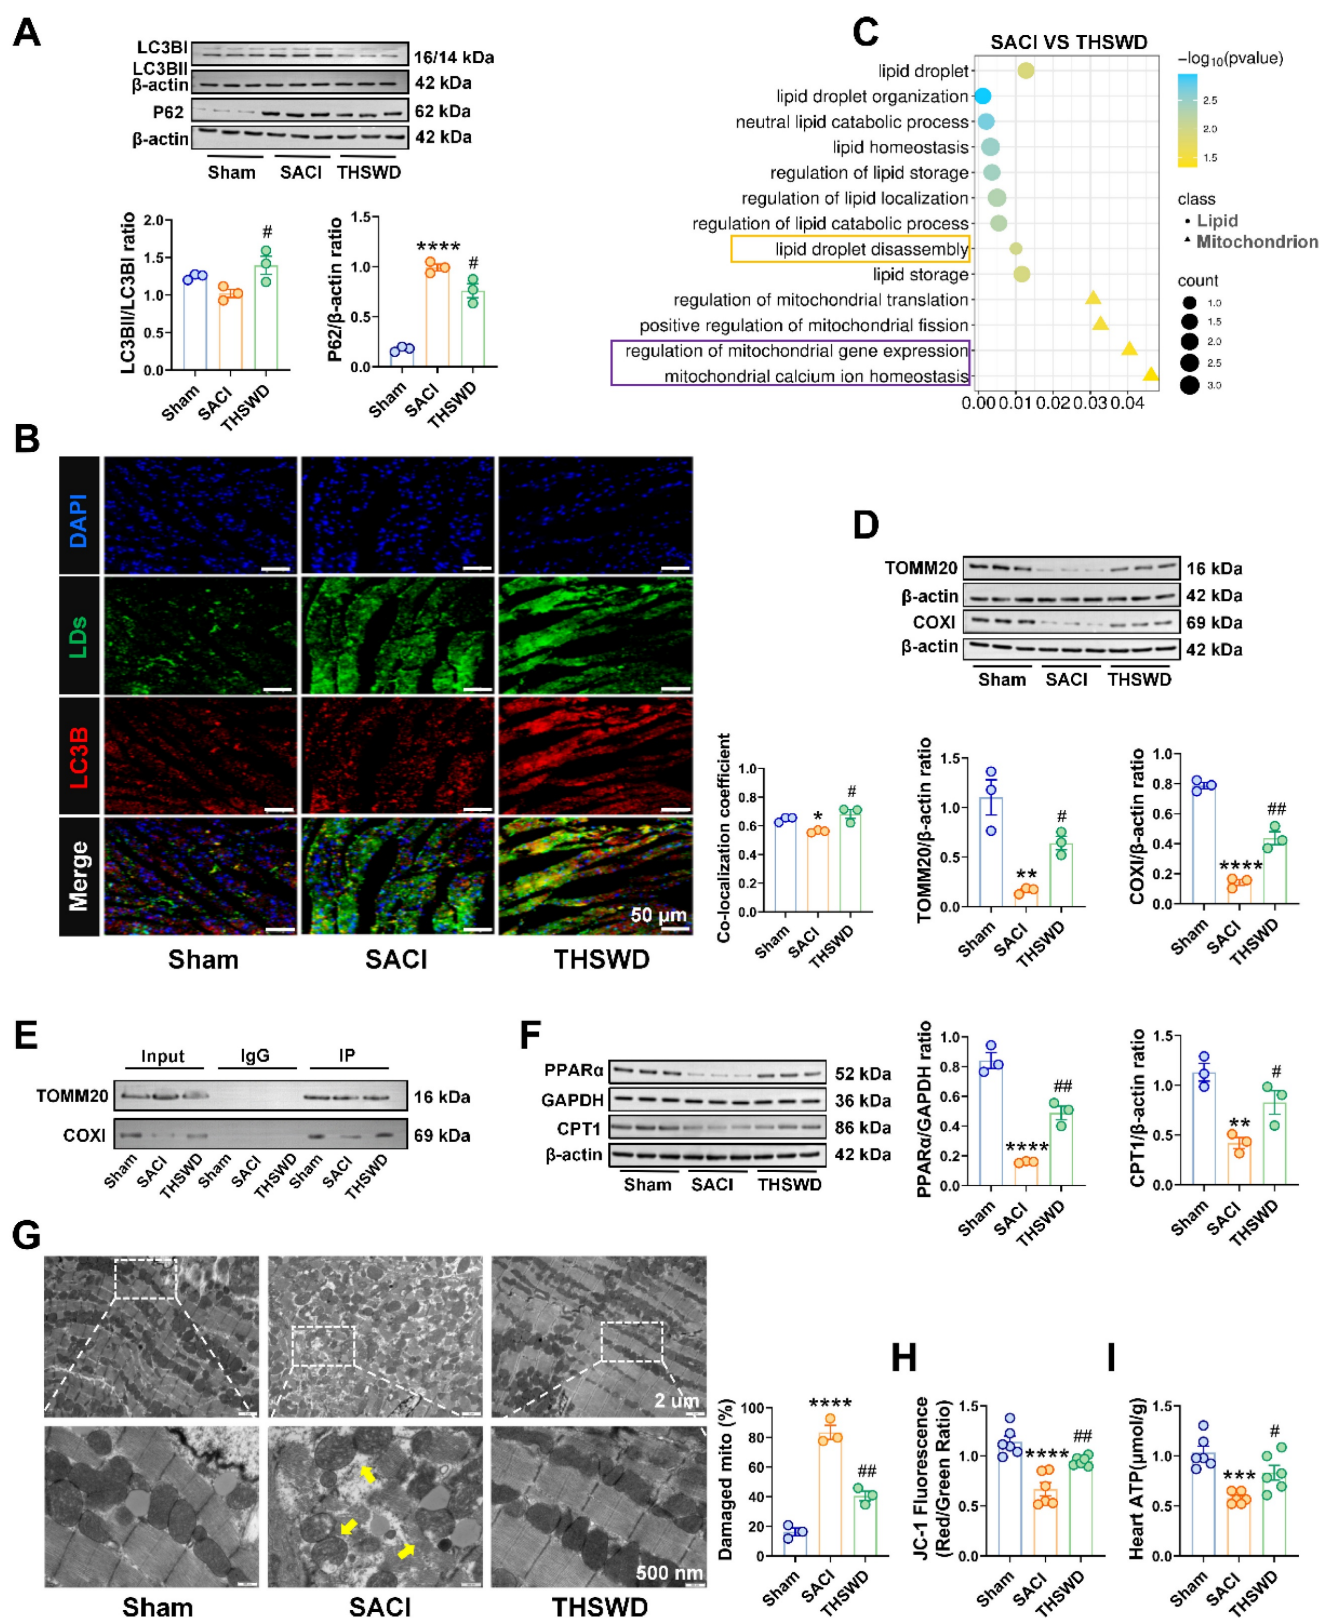 A
LC3BI
LC3BII
16/14 kDa
β-actin
42 kDa
P62
62 kDa
β-actin
42 kDa
Sham SACI THSWD
LC3BII/LC3BI ratio
2.0
1.5
1.0
0.5
0.0
#
Sham SACI THSWD
P62/β-actin ratio
1.5
1.0
0.5
0.0
**** #
Sham SACI THSWD
C
SACI VS THSWD
lipid droplet
lipid droplet organization
neutral lipid catabolic process
lipid homeostasis
regulation of lipid storage
regulation of lipid localization
regulation of lipid catabolic process
lipid droplet disassembly
lipid storage
regulation of mitochondrial translation
positive regulation of mitochondrial fission
regulation of mitochondrial gene expression
mitochondrial calcium ion homeostasis
0.00 0.01 0.02 0.03 0.04
−log10(pvalue)
2.5
2.0
1.5
class
Lipid
Mitochondrion
count
1.0
1.5
2.0
2.5
3.0
B
DAPI
LDs
LC3B
Merge
50 µm
Sham SACI THSWD
Co-localization coefficient
1.0
0.8
0.6
0.4
0.2
0.0
* #
Sham SACI THSWD
D
TOMM20 16 kDa
β-actin 42 kDa
COXI 69 kDa
β-actin 42 kDa
Sham SACI THSWD
TOMM20/β-actin ratio
1.5
1.0
0.5
0.0
** #
Sham SACI THSWD
COXI/β-actin ratio
1.0
0.8
0.6
0.4
0.2
0.0
**** ##
Sham SACI THSWD
E
Input IgG IP
TOMM20 16 kDa
COXI 69 kDa
Sham SACI THSWD Sham SACI THSWD Sham SACI THSWD
F
PPARα 52 kDa
GAPDH 36 kDa
CPT1 86 kDa
β-actin 42 kDa
Sham SACI THSWD
PPARα/GAPDH ratio
1.0
0.8
0.6
0.4
0.2
0.0
**** ##
Sham SACI THSWD
CPT1/β-actin ratio
1.5
1.0
0.5
0.0
** #
Sham SACI THSWD
G
2 um
500 nm
Sham SACI THSWD
Damaged mito (%)
100
80
60
40
20
0
**** ##
Sham SACI THSWD
H
JC-1 Fluorescence
(Red/Green Ratio)
1.5
1.0
0.5
0.0
**** ##
Sham SACI THSWD
I
Heart ATP(µmol/g)
1.5
1.0
0.5
0.0
*** #
Sham SACI THSWD